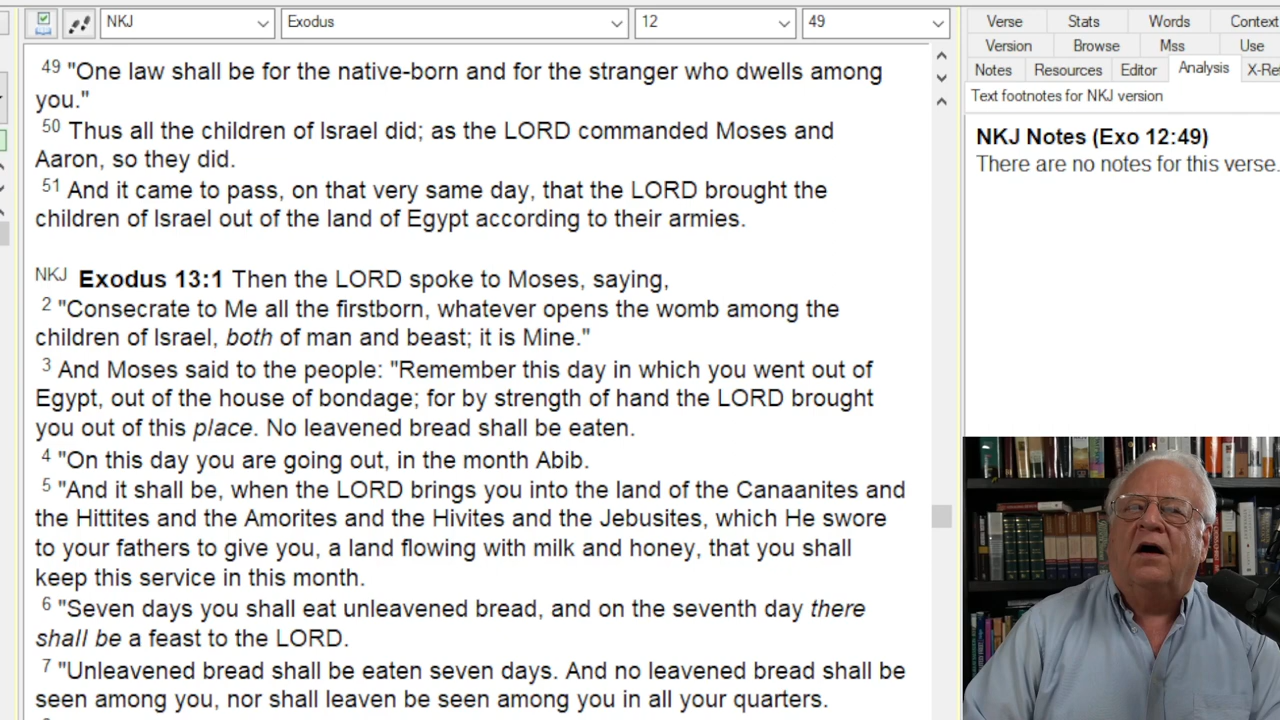 NKJ Exodus 12 49
49 "One law shall be for the native-born and for the stranger who dwells among
you."
50 Thus all the children of Israel did; as the LORD commanded Moses and
Aaron, so they did.
51 And it came to pass, on that very same day, that the LORD brought the
children of Israel out of the land of Egypt according to their armies.
NKJ Exodus 13:1 Then the LORD spoke to Moses, saying,
2 "Consecrate to Me all the firstborn, whatever opens the womb among the
children of Israel, both of man and beast; it is Mine."
3 And Moses said to the people: "Remember this day in which you went out of
Egypt, out of the house of bondage; for by strength of hand the LORD brought
you out of this place. No leavened bread shall be eaten.
4 "On this day you are going out, in the month Abib.
5 "And it shall be, when the LORD brings you into the land of the Canaanites and
the Hittites and the Amorites and the Hivites and the Jebusites, which He swore
to your fathers to give you, a land flowing with milk and honey, that you shall
keep this service in this month.
6 "Seven days you shall eat unleavened bread, and on the seventh day there
shall be a feast to the LORD.
7 "Unleavened bread shall be eaten seven days. And no leavened bread shall be
seen among you, nor shall leaven be seen among you in all your quarters.
Verse Stats Words Context
Version Browse Mss Use
Notes Resources Editor Analysis X-Re
Text footnotes for NKJ version
NKJ Notes (Exo 12:49)
There are no notes for this verse.